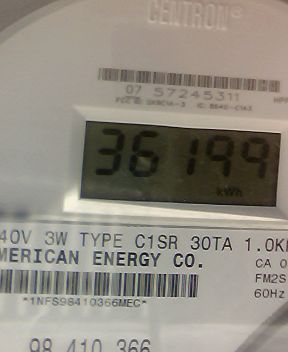 CENTRON®
07 57245311
36199
kWh
40V 3W TYPE C1SR 30TA 1.0K
MERICAN ENERGY CO.
CA 0
FM2S
60Hz
*1NFS98410366MEC*
98 410 366